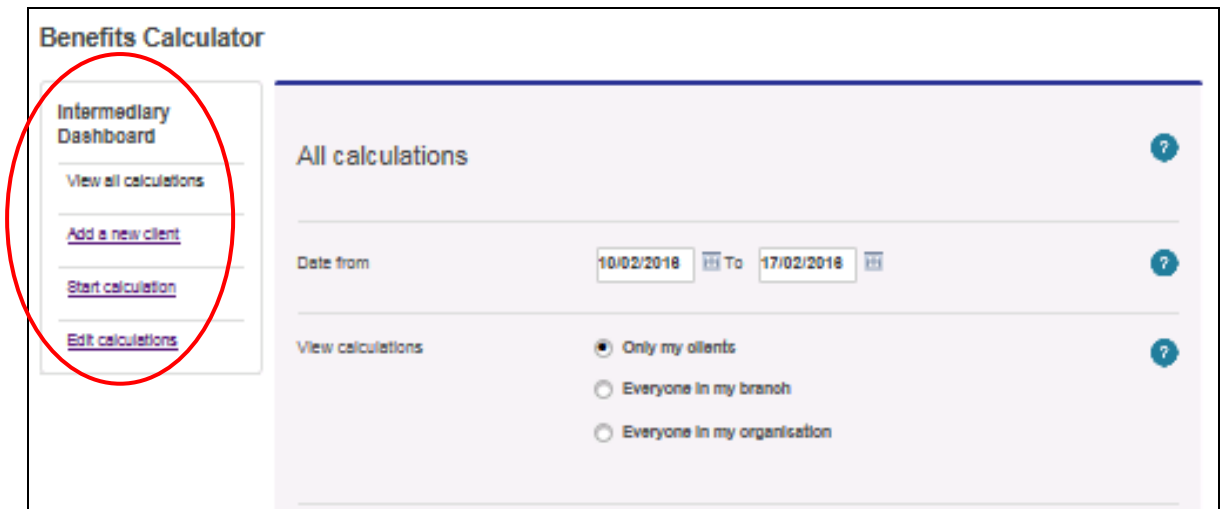 Benefits Calculator
Intermediary
Dashboard
View all calculations
Add a new client
Start calculation
Edit calculations
All calculations
?
Date from
10/02/2016 To 17/02/2016
?
View calculations
Only my clients
?
Everyone in my branch
Everyone in my organisation